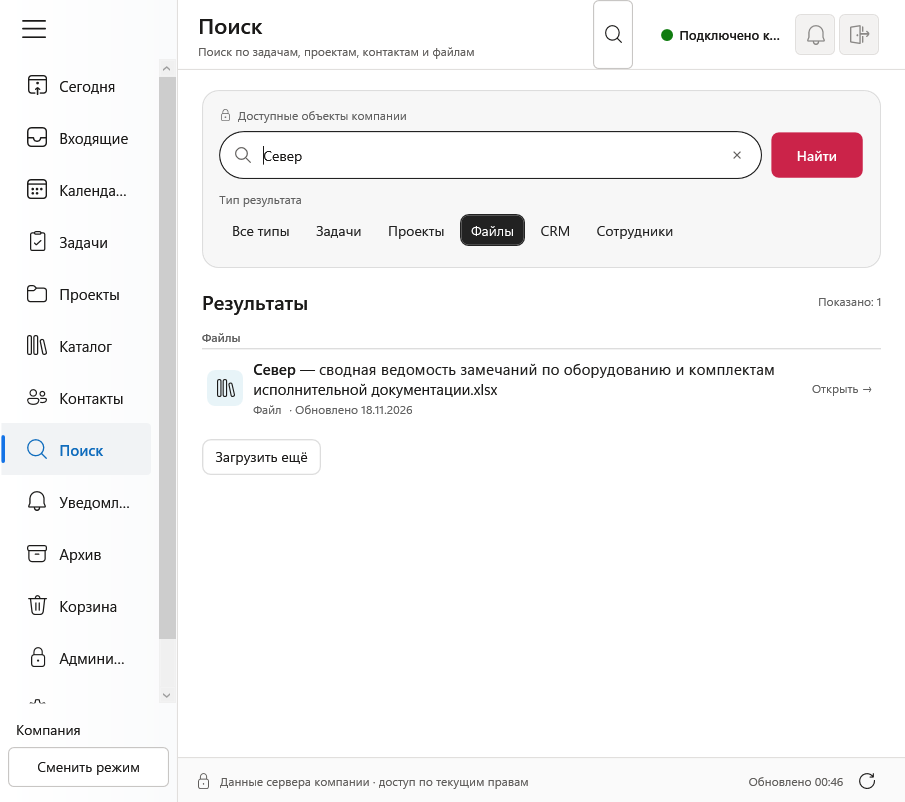 Поиск
Поиск по задачам, проектам, контактам и файлам
Подключено к...
Сегодня
Входящие
Календа...
Задачи
Проекты
Каталог
Контакты
Поиск
Уведомл...
Архив
Корзина
Админи...
Компания
Сменить режим
Доступные объекты компании
Север
Найти
Тип результата
Все типы Задачи Проекты Файлы CRM Сотрудники
Результаты
Показано: 1
Файлы
Север — сводная ведомость замечаний по оборудованию и комплектам
исполнительной документации.xlsx
Файл · Обновлено 18.11.2026
Открыть →
Загрузить ещё
Данные сервера компании · доступ по текущим правам
Обновлено 00:46